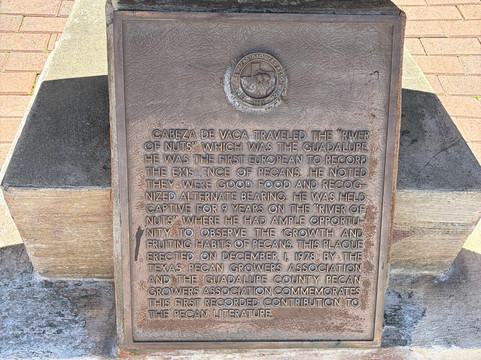 CABEZA DE VACA TRAVELED THE "RIVER
OF NUTS" WHICH WAS THE GUADALUPE.
HE WAS THE FIRST EUROPEAN TO RECORD
THE EXISTENCE OF PECANS. HE NOTED
THEY WERE GOOD FOOD AND RECOG-
NIZED ALTERNATE BEARING. HE WAS HELD
CAPTIVE FOR 9 YEARS ON THE "RIVER OF
NUTS" WHERE HE HAD AMPLE OPPORTU-
NITY TO OBSERVE THE GROWTH AND
FRUITING HABITS OF PECANS. THIS PLAQUE
ERECTED ON DECEMBER 1, 1978 BY THE
TEXAS PECAN GROWERS ASSOCIATION
AND THE GUADALUPE COUNTY PECAN
GROWERS ASSOCIATION COMMEMORATES
THIS FIRST RECORDED CONTRIBUTION TO
THE PECAN LITERATURE.